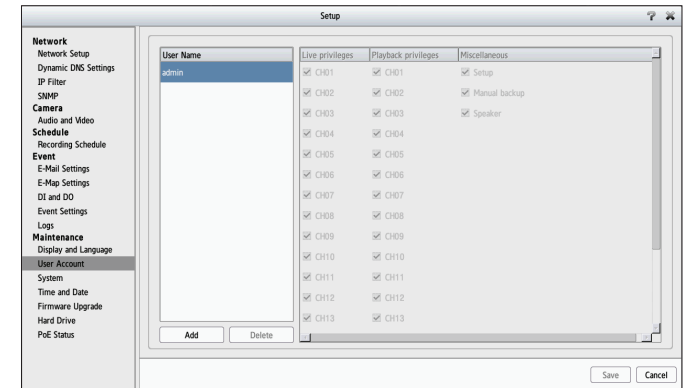 Setup
? ✖
Network
Network Setup
Dynamic DNS Settings
IP Filter
SNMP
Camera
Audio and Video
Schedule
Recording Schedule
Event
E-Mail Settings
E-Map Settings
DI and DO
Event Settings
Logs
Maintenance
Display and Language
User Account
System
Time and Date
Firmware Upgrade
Hard Drive
PoE Status
User Name
admin
Add Delete
Live privileges Playback privileges Miscellaneous
CH01 CH01 Setup
CH02 CH02 Manual backup
CH03 CH03 Speaker
CH04 CH04
CH05 CH05
CH06 CH06
CH07 CH07
CH08 CH08
CH09 CH09
CH10 CH10
CH11 CH11
CH12 CH12
CH13 CH13
Save Cancel